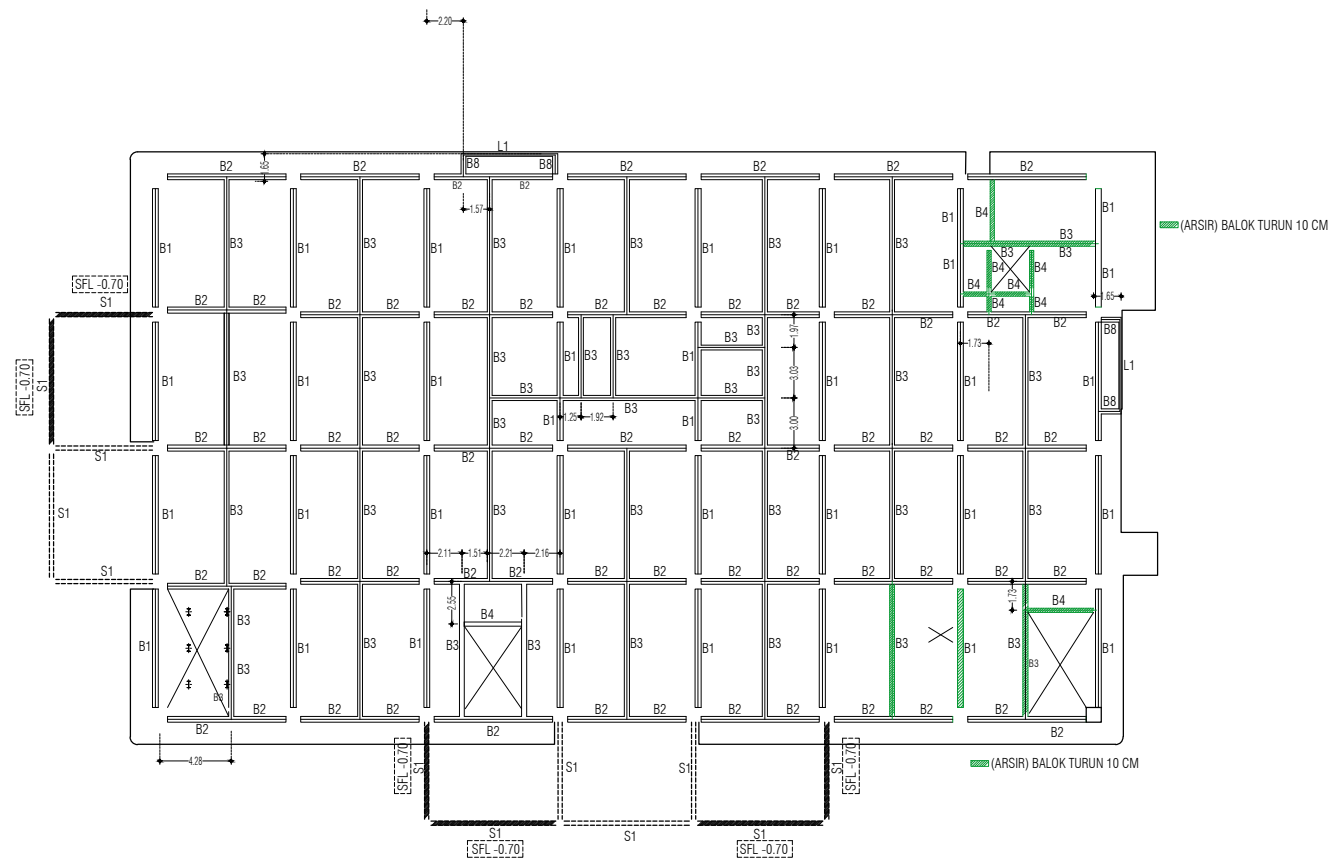 2.20
L1
B2 B2 B8 B8 B2 B2 B2 B2
1.65
B2 B2
1.57
B4
B1 B3 B1 B3 B1 B3 B1 B3 B1 B3 B1 B3 B1 B1
(ARSIR) BALOK TURUN 10 CM
B3
B3 B3
B1 B4 B4 B1
B4 B4
SFL -0.70
S1
1.65
B2 B2 B2 B2 B2 B2 B2 B2 B2 B2 B2 B2 B4 B4
B2 B2 B2
B8
B3 B3 1.97
B3
1.73
B1 B3 B1 B3 B1 B3 B1 B3 B3 B1 B3 B1 B3 B1 B3 B1
L1
3.03
SFL -0.70
S1
B3 B3 B3
B8
B3 1.25 1.92 B3
B1 B1 B3 3.00
B2 B2 B2 B2 B2 B2 B2 B2 B2 B2 B2 B2
S1 B2 B2
S1 B1 B3 B1 B3 B1 B3 B1 B3 B1 B3 B1 B3 B1 B3 B1
2.11 1.51 2.21 2.16
S1
B2 B2 B2 B2 B2 B2 B2 B2 B2 B2 B2 B2 B2 B2
2.55 1.73
B4 B4
B3
B1 B3 B1 B3 B1 B3 B3 B1 B3 B1 B3 B1 B3 B1 B3 B1
B3
B3
B3
B2 B2 B2 B2 B2 B2 B2 B2 B2 B2
B2 B2 B2
4.28
SFL -0.70 S1 S1 S1 S1 SFL -0.70
(ARSIR) BALOK TURUN 10 CM
S1 S1 S1
SFL -0.70 SFL -0.70